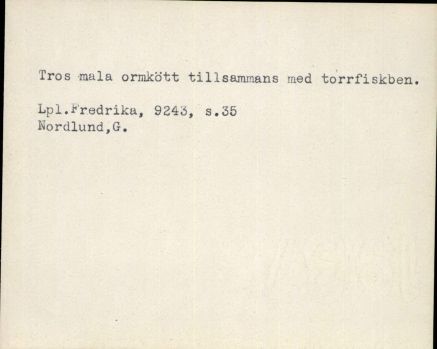 Tros mala ormkött tillsammans med torrfiskben.
Lpl.Fredrika, 9243, s.35
Nordlund,G.